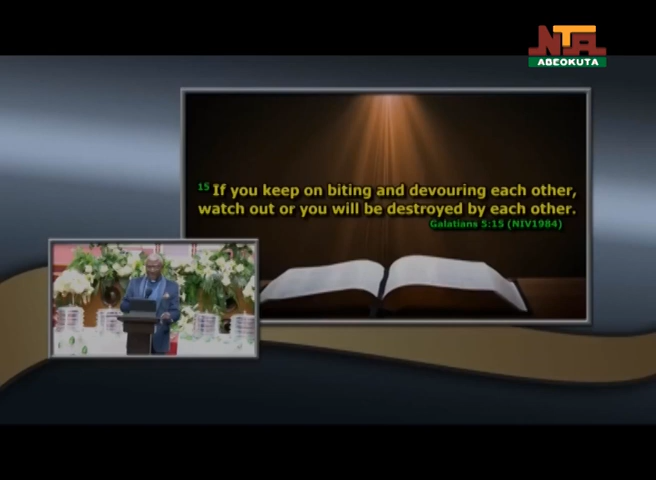 NTA
ABEOKUTA
15 If you keep on biting and devouring each other,
watch out or you will be destroyed by each other.
Galatians 5:15 (NIV1984)